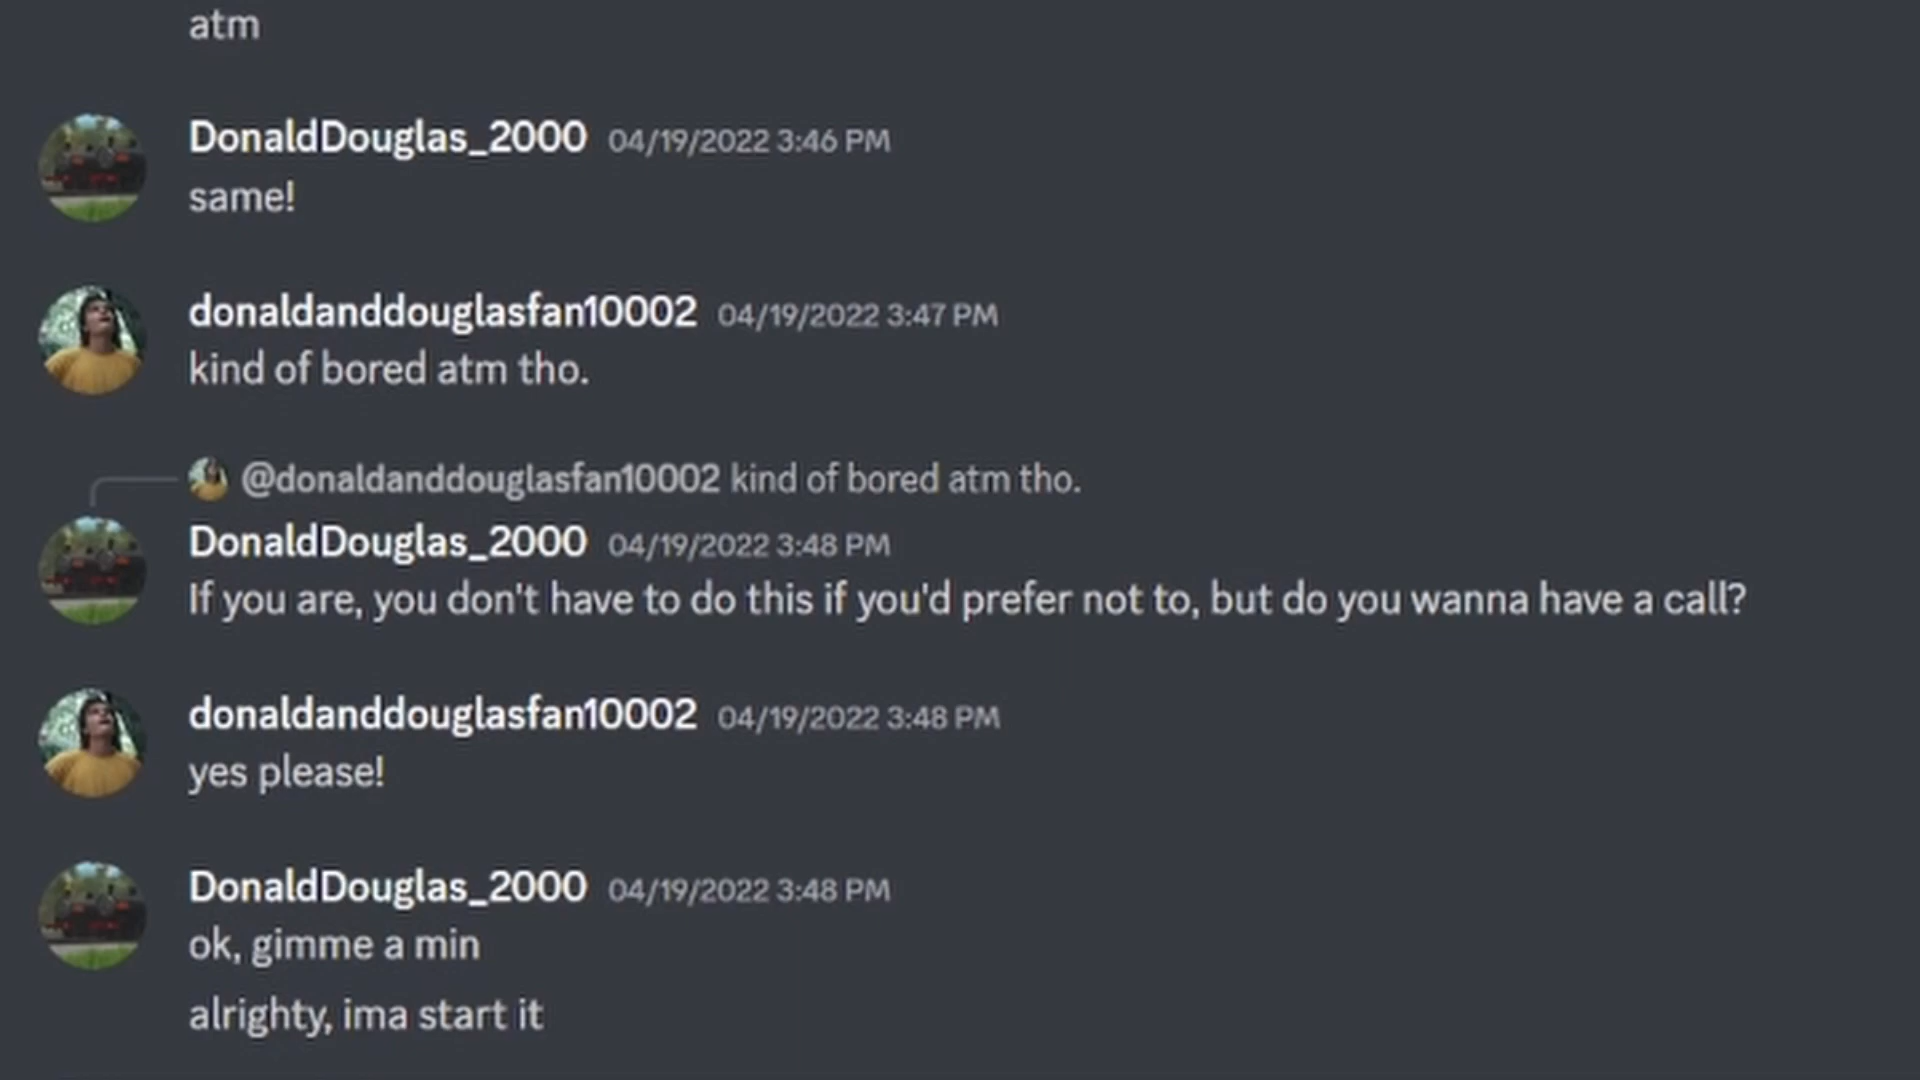 atm
DonaldDouglas_2000 04/19/2022 3:46 PM
same!
donaldanddouglasfan10002 04/19/2022 3:47 PM
kind of bored atm tho.
@donaldanddouglasfan10002 kind of bored atm tho.
DonaldDouglas_2000 04/19/2022 3:48 PM
If you are, you don't have to do this if you'd prefer not to, but do you wanna have a call?
donaldanddouglasfan10002 04/19/2022 3:48 PM
yes please!
DonaldDouglas_2000 04/19/2022 3:48 PM
ok, gimme a min
alrighty, ima start it